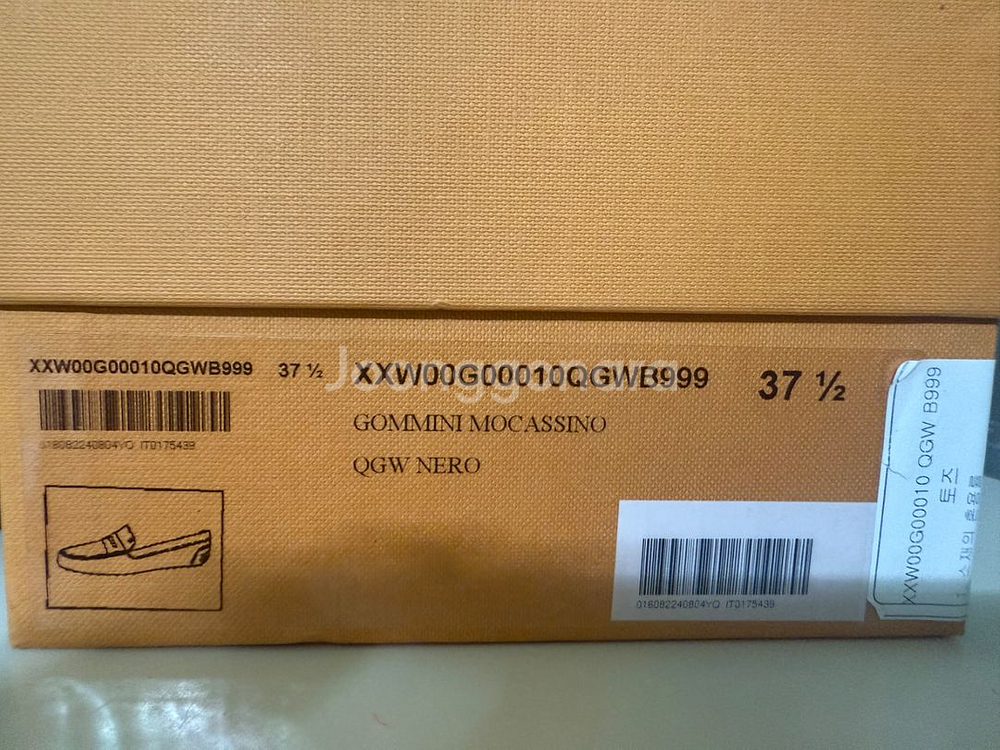 XXW00G00010QGWB999 37 ½
016082240804YQ IT0175439
XXW00G00010QGWB999 37 ½
GOMMINI MOCASSINO
QGW NERO
016082240804YQ IT0175439
XXW00G00010 QGW B999
토즈